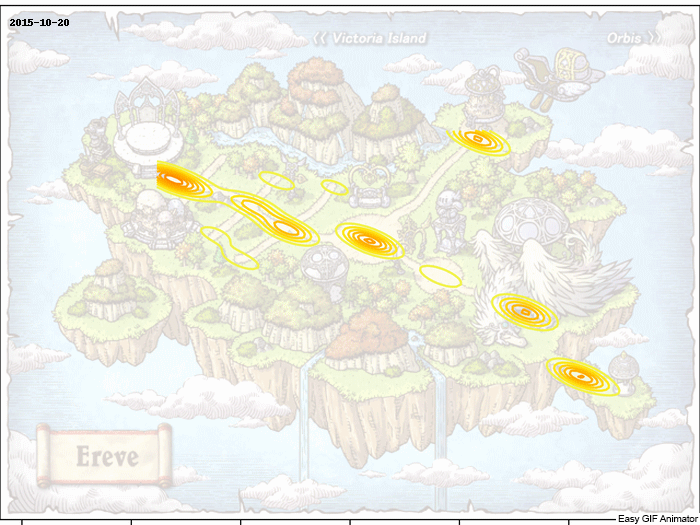 2015-10-20
《 Victoria Island
Orbis 》
Ereve
Easy GIF Animator